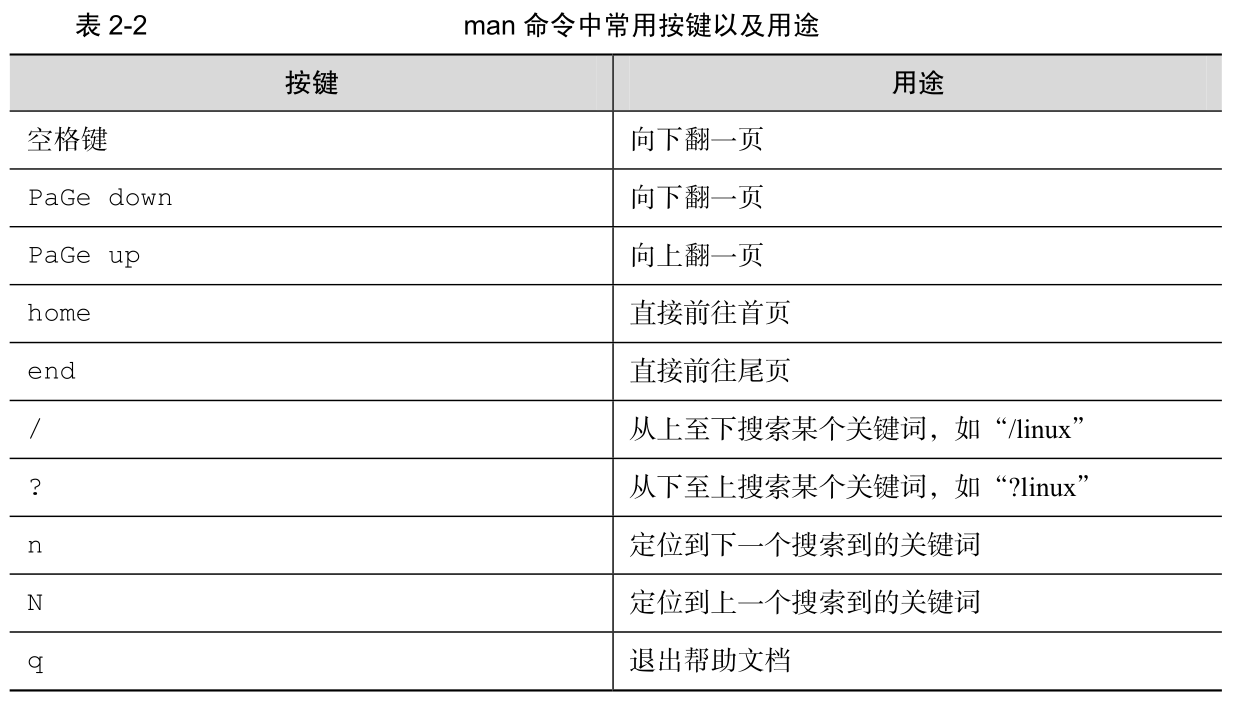 表 2-2 man 命令中常用按键以及用途
按键 用途
空格键 向下翻一页
PaGe down 向下翻一页
PaGe up 向上翻一页
home 直接前往首页
end 直接前往尾页
/ 从上至下搜索某个关键词，如“/linux”
? 从下至上搜索某个关键词，如“?linux”
n 定位到下一个搜索到的关键词
N 定位到上一个搜索到的关键词
q 退出帮助文档